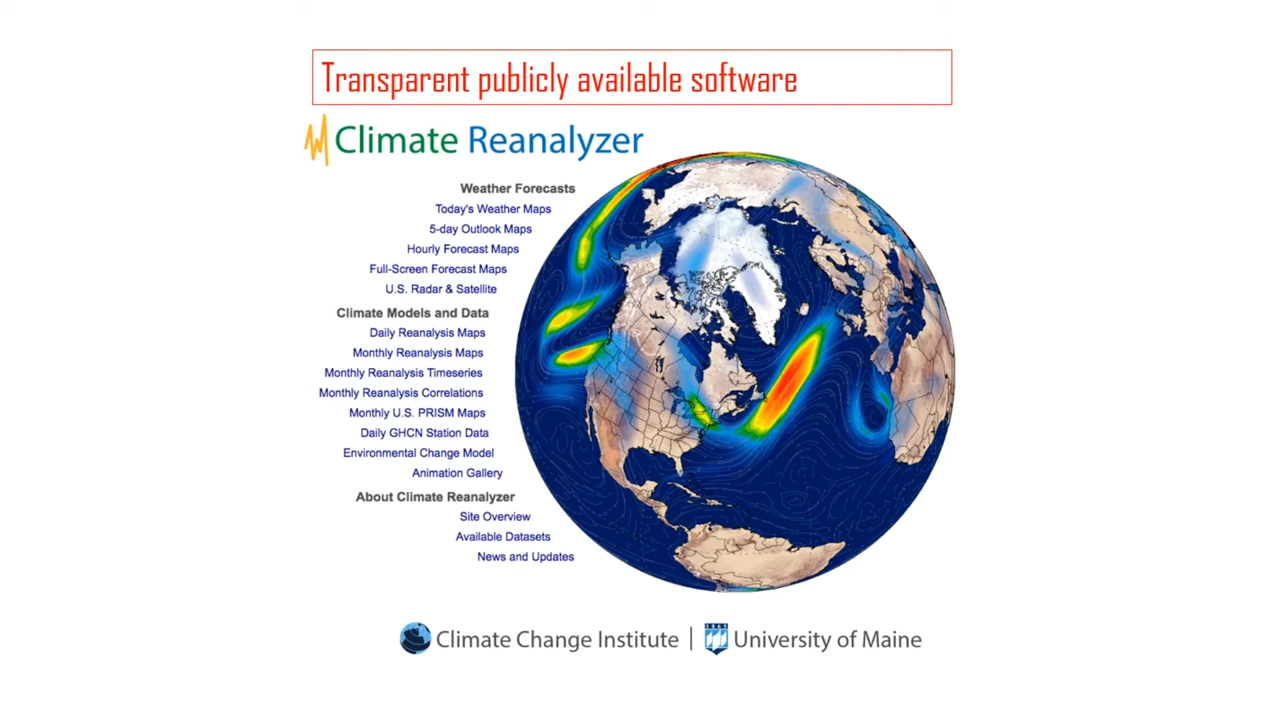 Transparent publicly available software
Climate Reanalyzer
Weather Forecasts
Today's Weather Maps
5-day Outlook Maps
Hourly Forecast Maps
Full-Screen Forecast Maps
U.S. Radar & Satellite
Climate Models and Data
Daily Reanalysis Maps
Monthly Reanalysis Maps
Monthly Reanalysis Timeseries
Monthly Reanalysis Correlations
Monthly U.S. PRISM Maps
Daily GHCN Station Data
Environmental Change Model
Animation Gallery
About Climate Reanalyzer
Site Overview
Available Datasets
News and Updates
Climate Change Institute | University of Maine